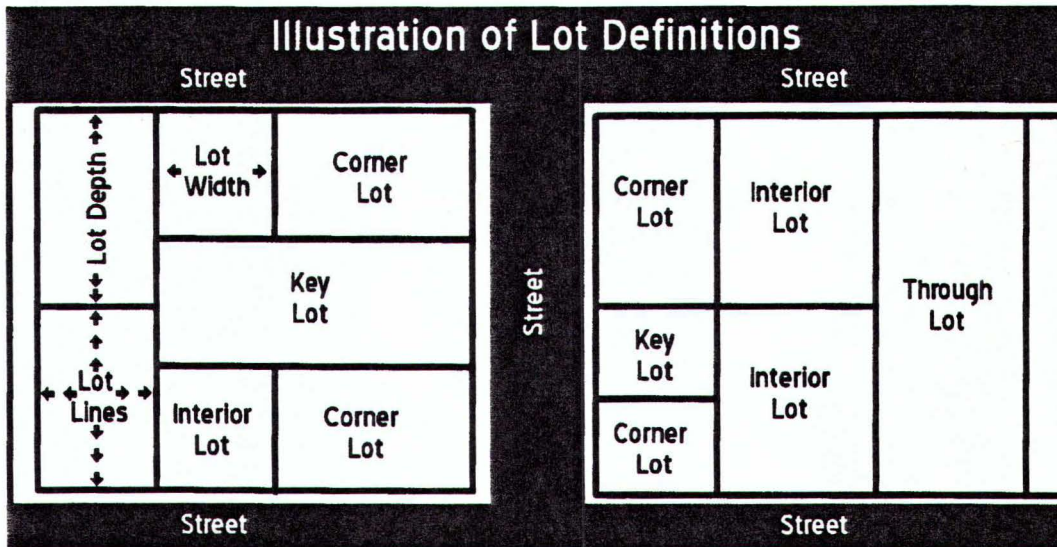 Illustration of Lot Definitions
Street
Street
Lot Depth
Lot
Width
Corner
Lot
Key
Lot
Lot
Lines
Interior
Lot
Corner
Lot
Street
Street
Corner
Lot
Interior
Lot
Through
Lot
Key
Lot
Interior
Lot
Corner
Lot
Street